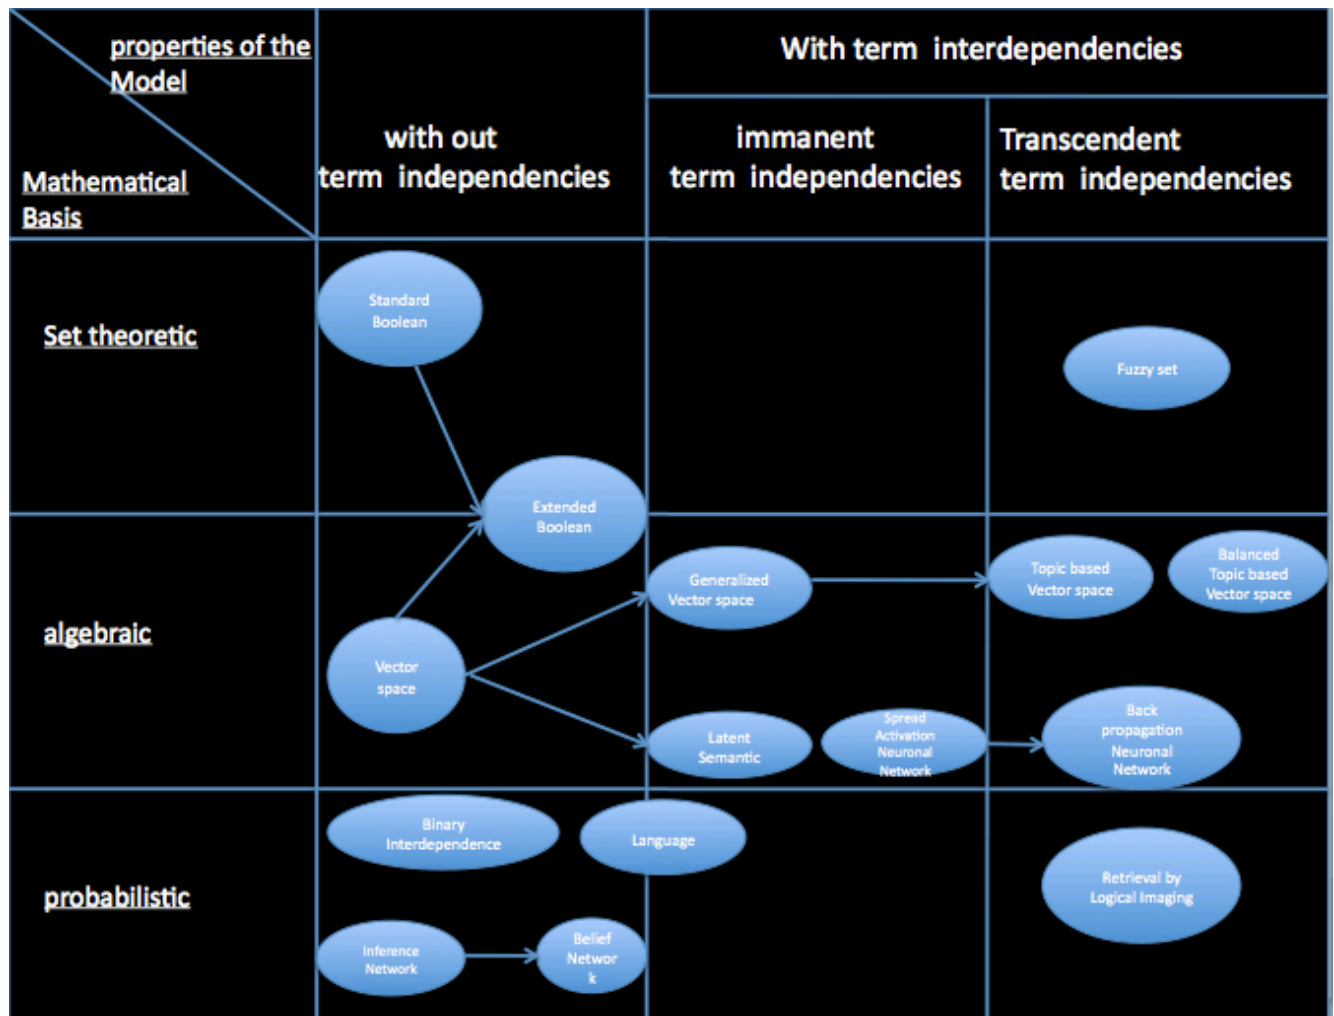 properties of the
Model
Mathematical
Basis
with out
term  independencies
With term  interdependencies
immanent
term  independencies
Transcendent
term  independencies
Set theoretic
Standard
Boolean
Fuzzy set
Extended
Boolean
algebraic
Vector
space
Generalized
Vector space
Topic based
Vector space
Balanced
Topic based
Vector space
Latent
Semantic
Spread
Activation
Neuronal
Network
Back
propagation
Neuronal
Network
probabilistic
Binary
Interdependence
Language
Inference
Network
Belief
Networ
k
Retrieval by
Logical Imaging